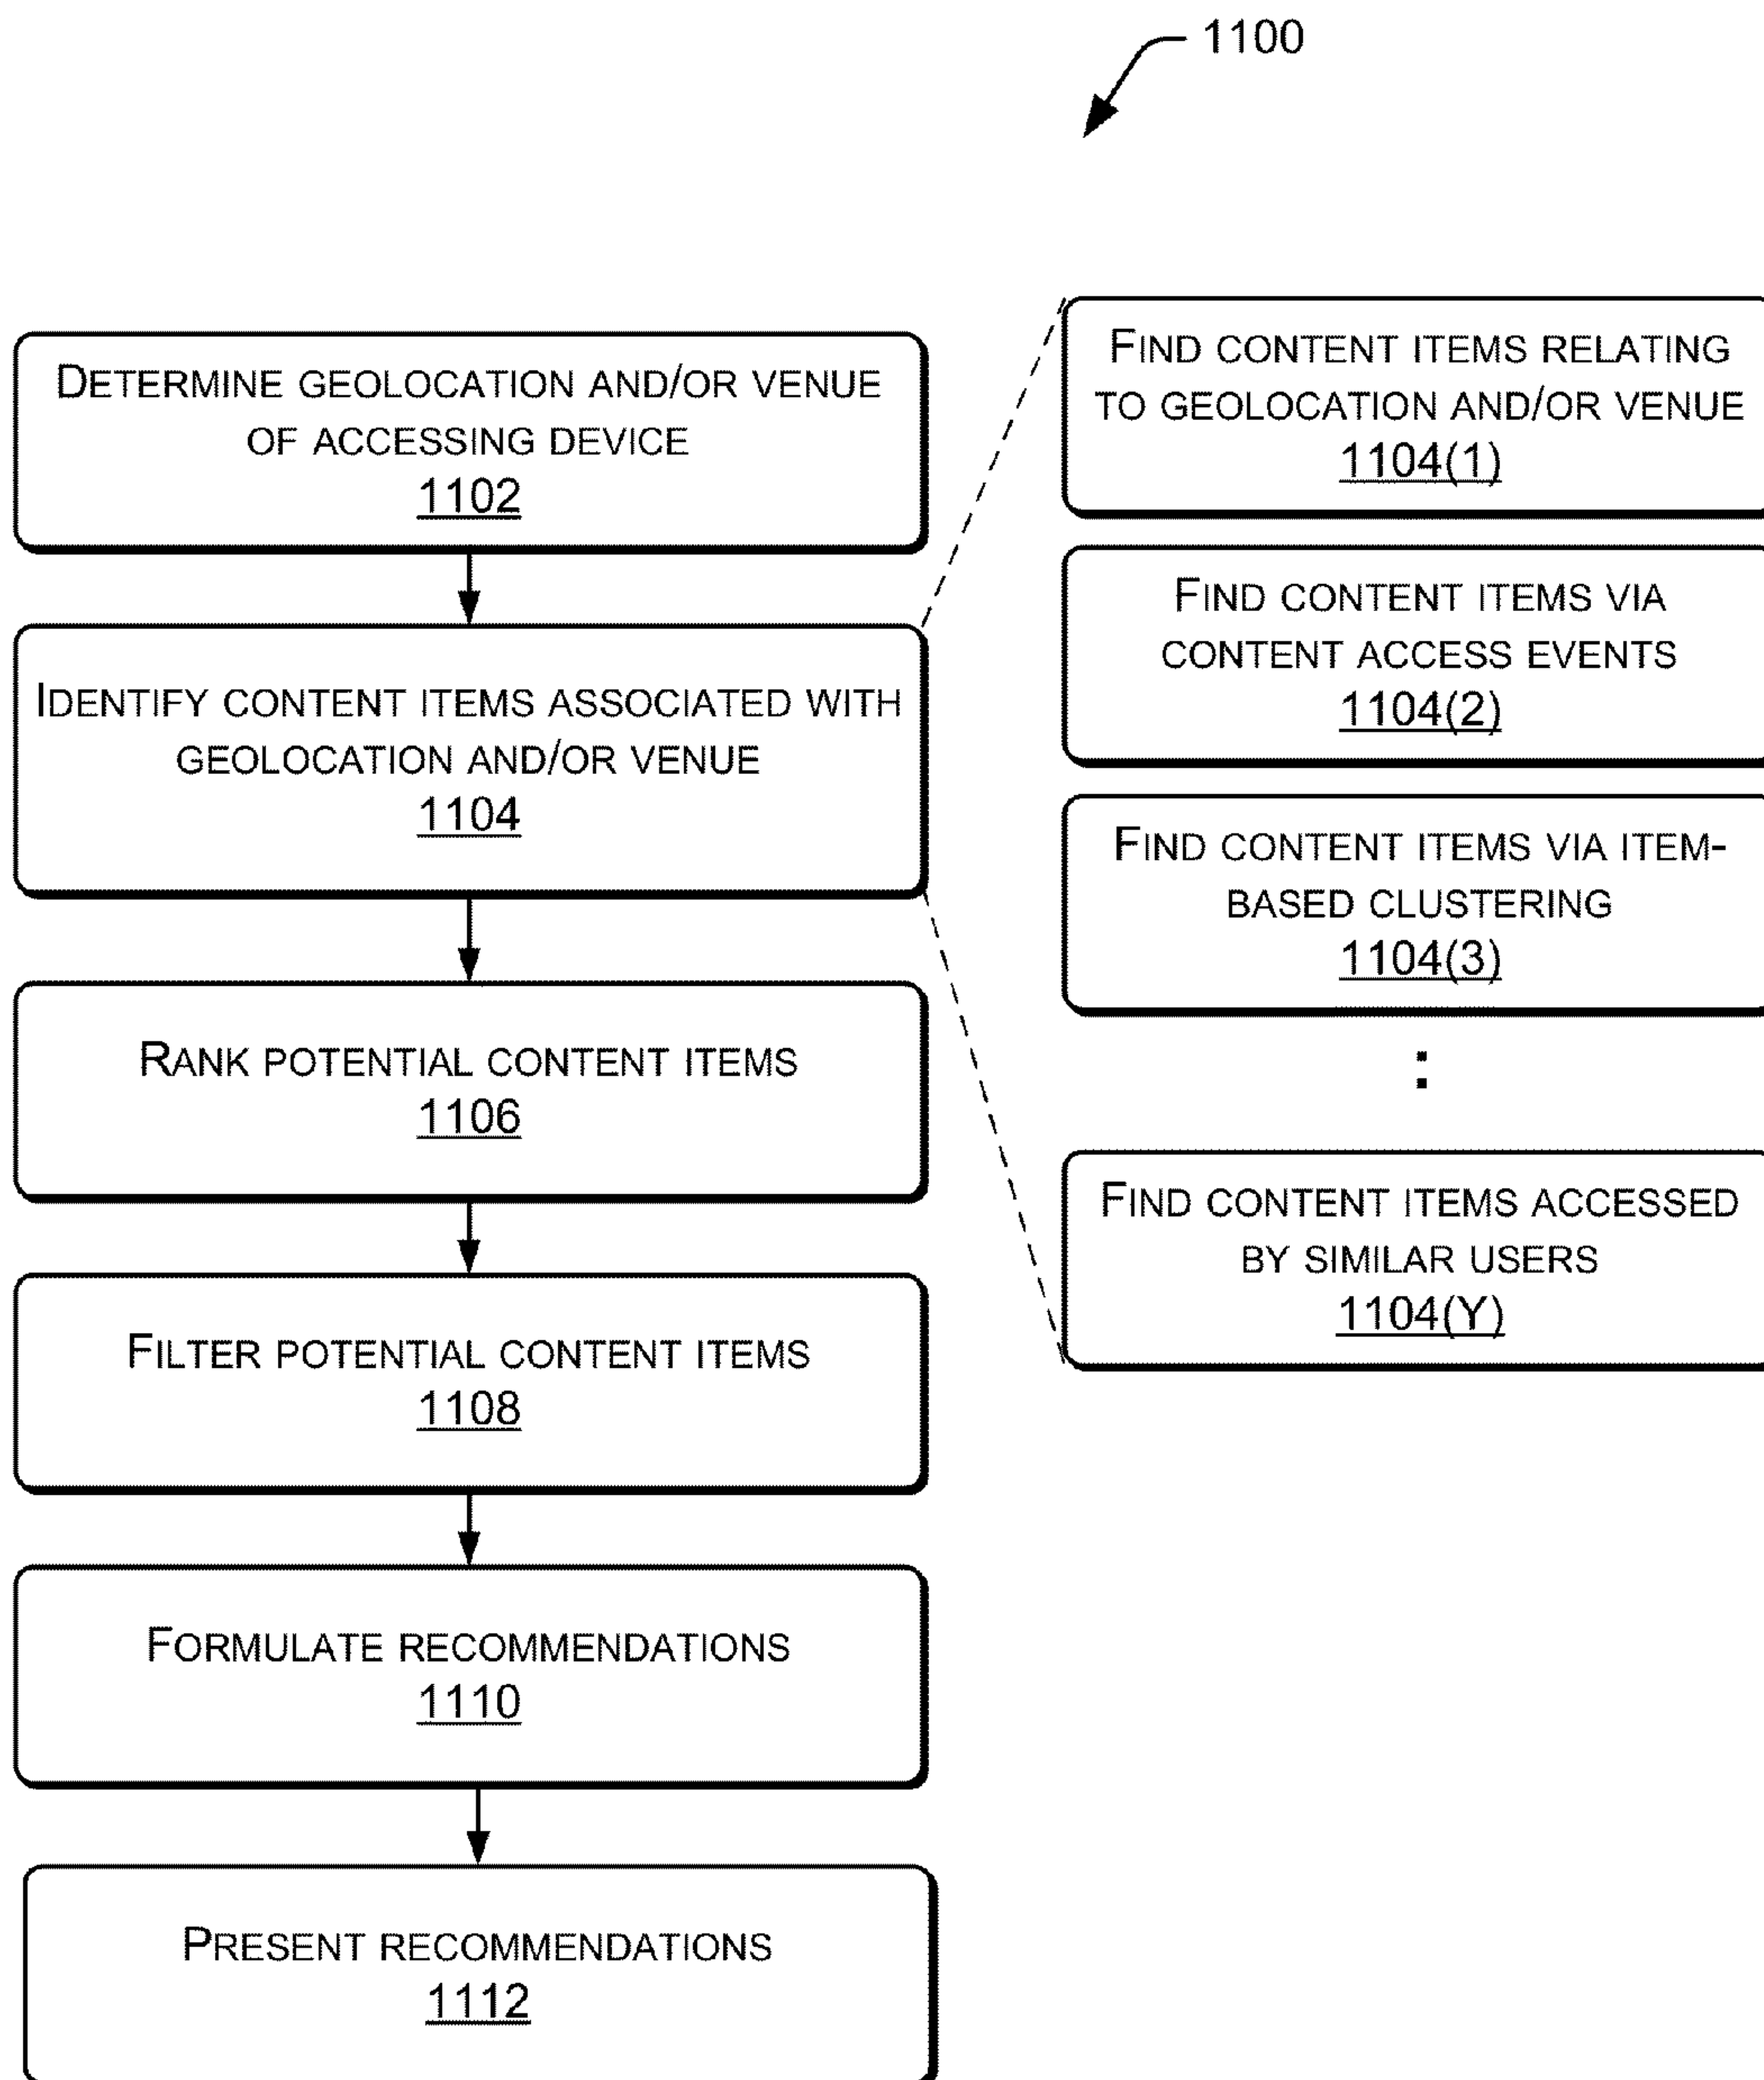 1100
DETERMINE GEOLOCATION AND/OR VENUE
OF ACCESSING DEVICE
1102
IDENTIFY CONTENT ITEMS ASSOCIATED WITH
GEOLOCATION AND/OR VENUE
1104
RANK POTENTIAL CONTENT ITEMS
1106
FILTER POTENTIAL CONTENT ITEMS
1108
FORMULATE RECOMMENDATIONS
1110
PRESENT RECOMMENDATIONS
1112
FIND CONTENT ITEMS RELATING
TO GEOLOCATION AND/OR VENUE
1104(1)
FIND CONTENT ITEMS VIA
CONTENT ACCESS EVENTS
1104(2)
FIND CONTENT ITEMS VIA ITEM-
BASED CLUSTERING
1104(3)
:
FIND CONTENT ITEMS ACCESSED
BY SIMILAR USERS
1104(Y)